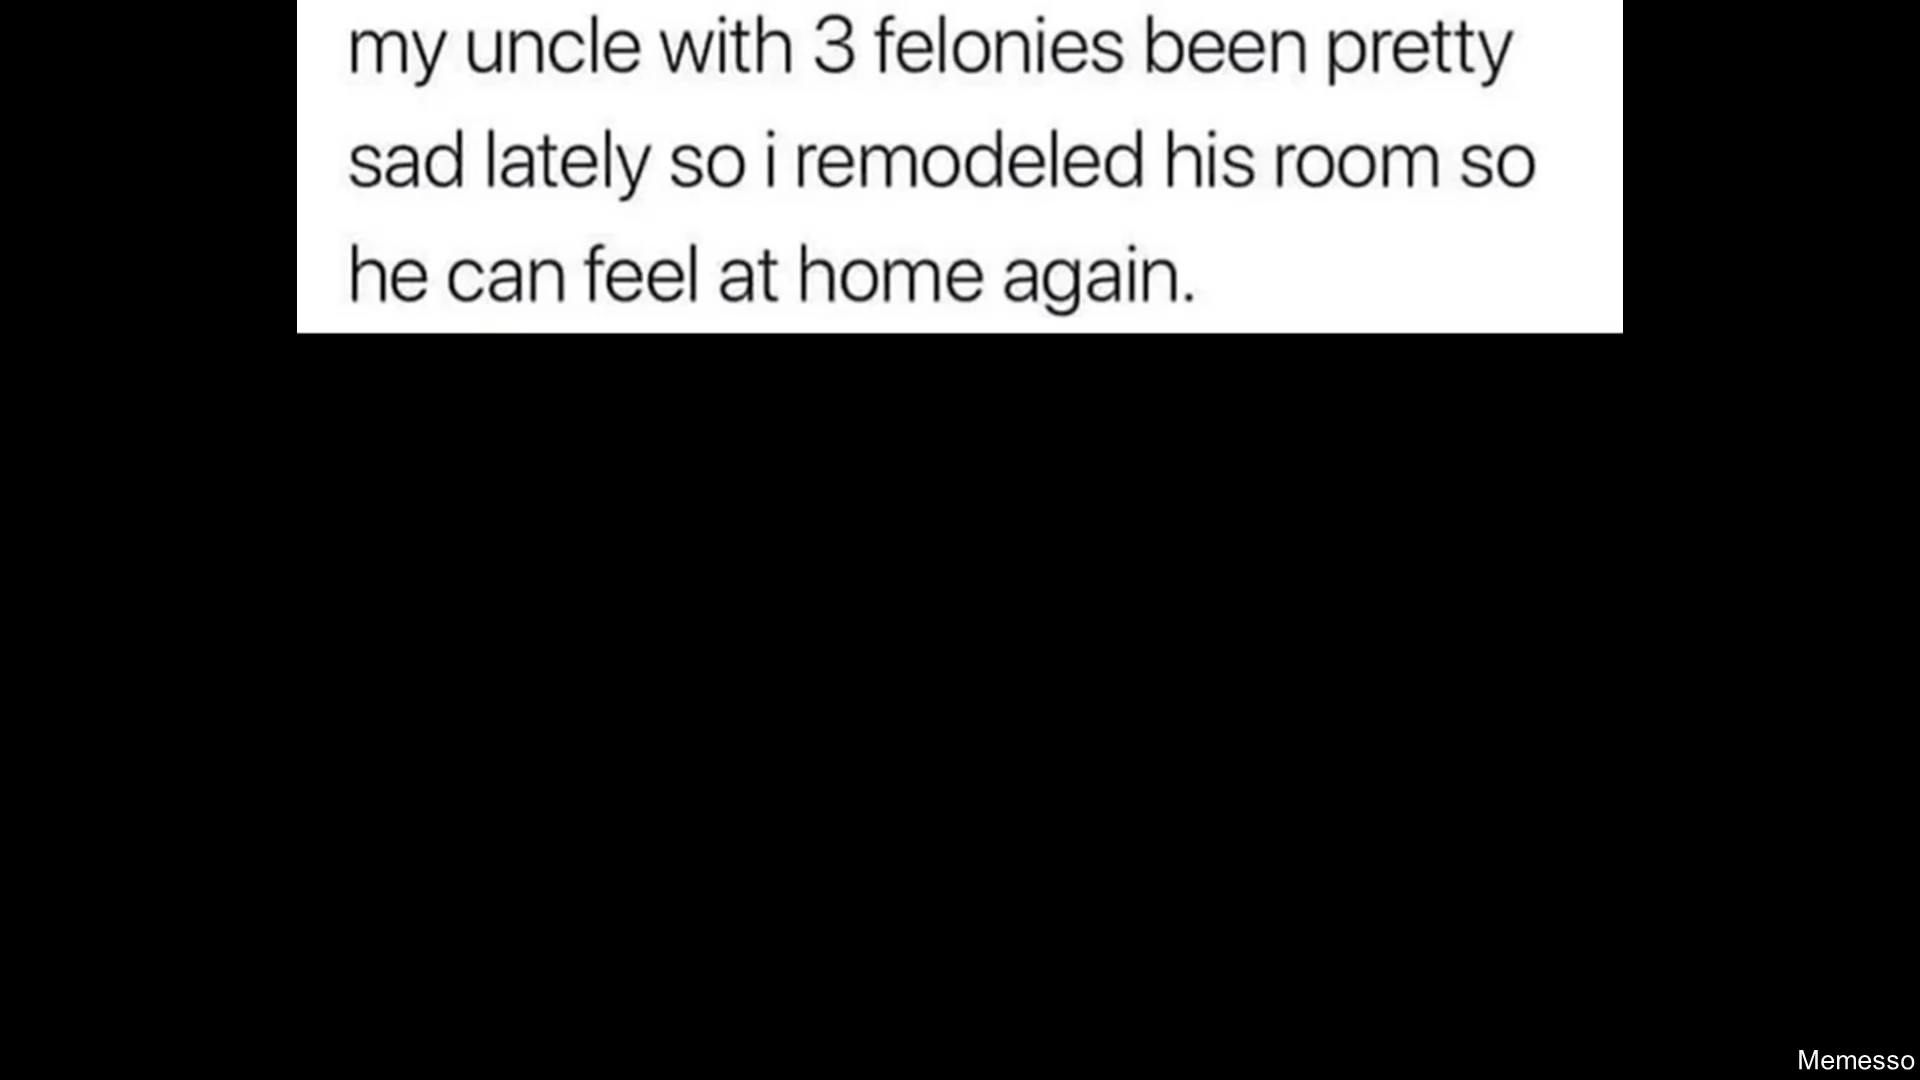 my uncle with 3 felonies been pretty
sad lately so i remodeled his room so
he can feel at home again.
Memesso